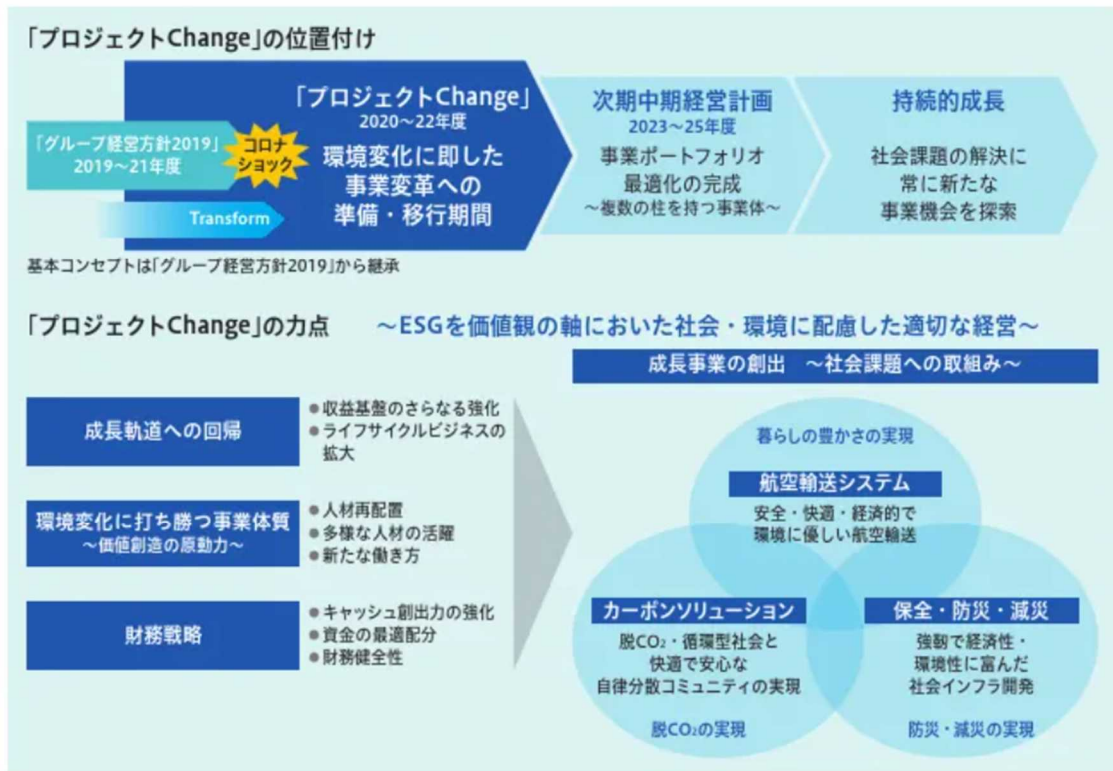 「プロジェクトChange」の位置付け
「グループ経営方針2019」
2019～21年度
コロナ
ショック
Transform
「プロジェクトChange」
2020～22年度
環境変化に即した
事業変革への
準備・移行期間
次期中期経営計画
2023～25年度
事業ポートフォリオ
最適化の完成
～複数の柱を持つ事業体～
持続的成長
社会課題の解決に
常に新たな
事業機会を探索
基本コンセプトは「グループ経営方針2019」から継承
「プロジェクトChange」の力点　～ESGを価値観の軸においた社会・環境に配慮した適切な経営～
成長軌道への回帰
●収益基盤のさらなる強化
●ライフサイクルビジネスの
拡大
環境変化に打ち勝つ事業体質
～価値創造の原動力～
●人材再配置
●多様な人材の活躍
●新たな働き方
財務戦略
●キャッシュ創出力の強化
●資金の最適配分
●財務健全性
成長事業の創出　～社会課題への取組み～
暮らしの豊かさの実現
航空輸送システム
安全・快適・経済的で
環境に優しい航空輸送
カーボンソリューション
脱CO₂・循環型社会と
快適で安心な
自律分散コミュニティの実現
脱CO₂の実現
保全・防災・減災
強靭で経済性・
環境性に富んだ
社会インフラ開発
防災・減災の実現